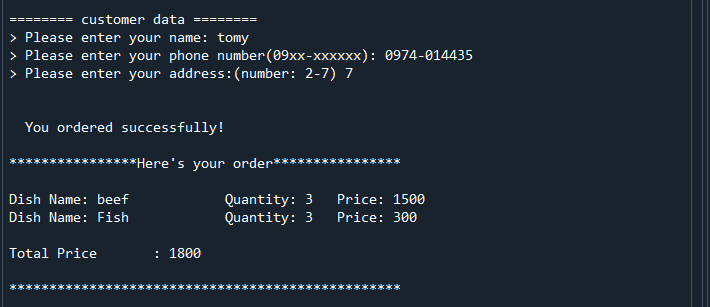 ======== customer data ========
> Please enter your name: tomy
> Please enter your phone number(09xx-xxxxxx): 0974-014435
> Please enter your address:(number: 2-7) 7
You ordered successfully!
****************Here's your order****************
Dish Name: beef            Quantity: 3   Price: 1500
Dish Name: Fish            Quantity: 3   Price: 300
Total Price       : 1800
*************************************************